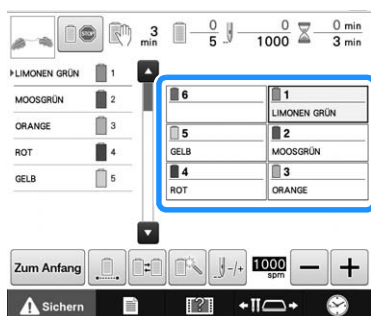 3 min
0
5
0
1000
0 min
3 min
LIMONEN GRÜN 1
MOOSGRÜN 2
ORANGE 3
ROT 4
GELB 5
6
1
LIMONEN GRÜN
5
GELB
2
MOOSGRÜN
4
ROT
3
ORANGE
Zum Anfang
-/+
1000
spm
Sichern